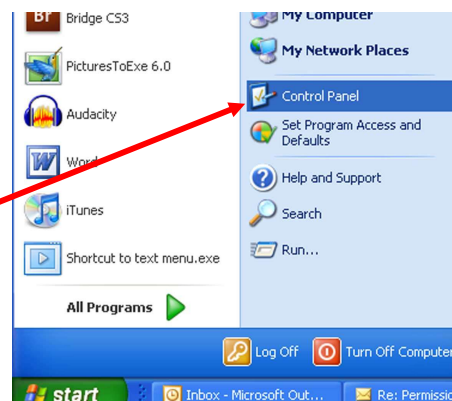 Br Bridge CS3
PicturesToExe 6.0
Audacity
Word
iTunes
Shortcut to text menu.exe
All Programs
My Computer
My Network Places
Control Panel
Set Program Access and
Defaults
Help and Support
Search
Run...
Log Off Turn Off Computer
start Inbox - Microsoft Out... Re: Permissio